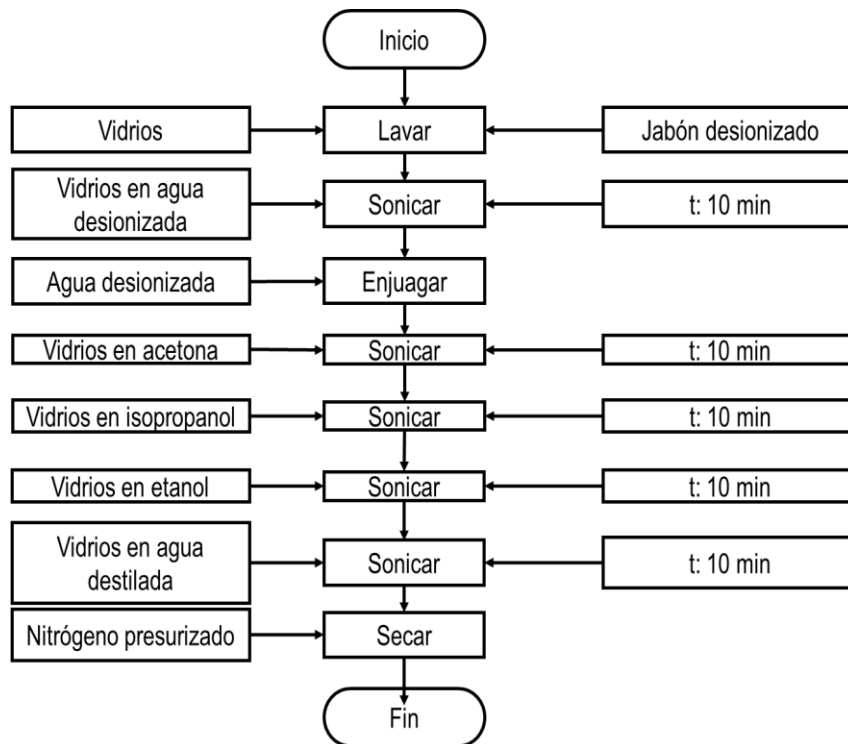 Inicio
Vidrios
Lavar
Jabón desionizado
Vidrios en agua
desionizada
Sonicar
t: 10 min
Agua desionizada
Enjuagar
Vidrios en acetona
Sonicar
t: 10 min
Vidrios en isopropanol
Sonicar
t: 10 min
Vidrios en etanol
Sonicar
t: 10 min
Vidrios en agua
destilada
Sonicar
t: 10 min
Nitrógeno presurizado
Secar
Fin